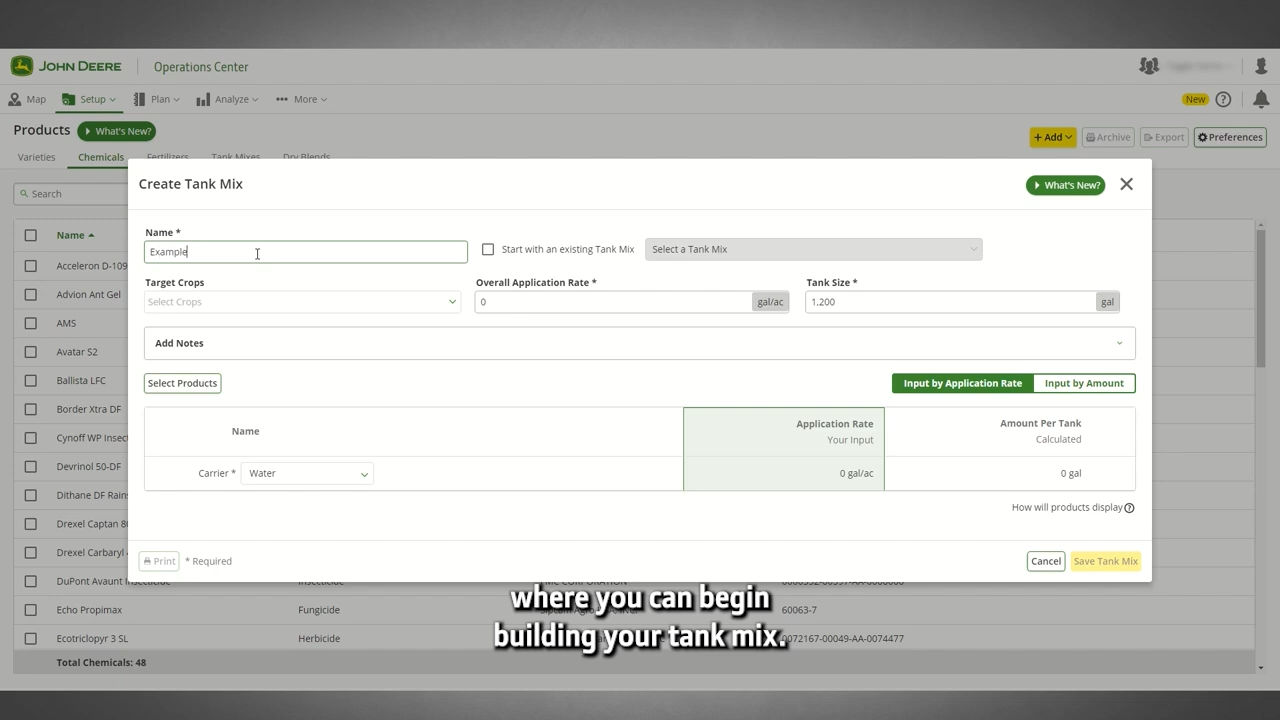 JOHN DEERE Operations Center
Map Setup Plan Analyze More New
Products What's New? + Add Archive Export Preferences
Varieties Chemicals Fertilizers Tank Mixes Dry Blends
Search
Name
Acceleron D-109
Advion Ant Gel
AMS
Avatar S2
Ballista LFC
Border Xtra DF
Cynoff WP Insect
Devrinol 50-DF
Dithane DF Rain
Drexel Captan 8
Drexel Carbaryl
DuPont Avaunt Insecticide Insecticide FMC CORPORATION
Echo Propimax Fungicide 60063-7
Ecotriclopyr 3 SL Herbicide 0072167-00049-AA-0074477
Total Chemicals: 48
Create Tank Mix What's New?
Name *
Example Start with an existing Tank Mix Select a Tank Mix
Target Crops Overall Application Rate * Tank Size *
Select Crops 0 gal/ac 1,200 gal
Add Notes
Select Products Input by Application Rate Input by Amount
Name Application Rate Amount Per Tank
Your Input Calculated
Carrier * Water 0 gal/ac 0 gal
How will products display
Print * Required Cancel Save Tank Mix
where you can begin
building your tank mix.